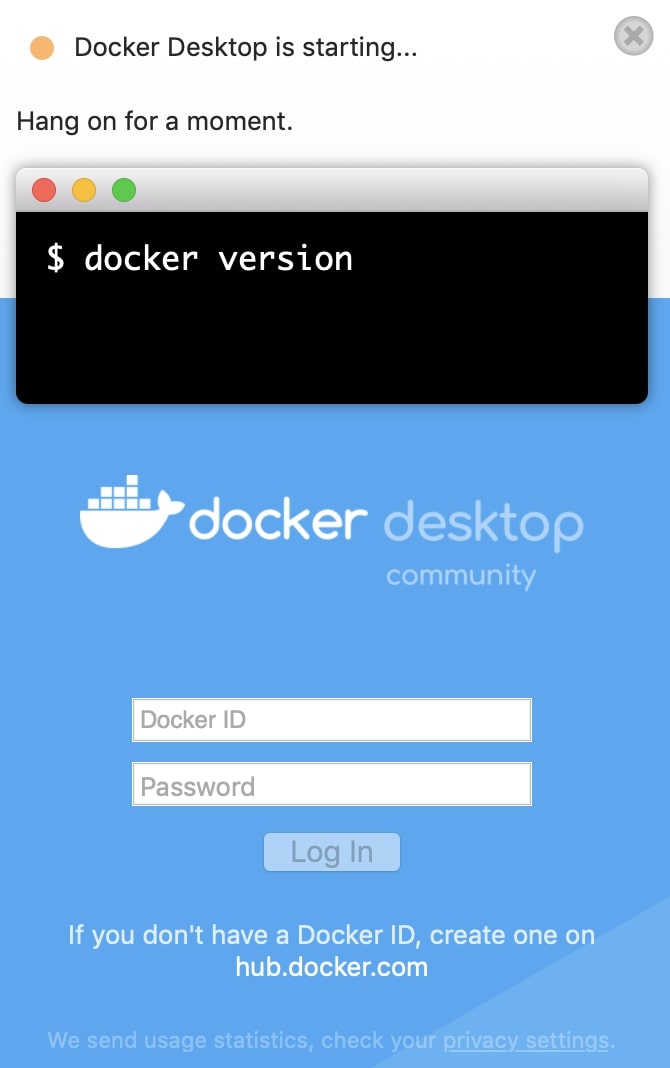 Docker Desktop is starting...
Hang on for a moment.
$ docker version
docker desktop
community
Docker ID
Password
Log In
If you don't have a Docker ID, create one on
hub.docker.com
We send usage statistics, check your privacy settings.